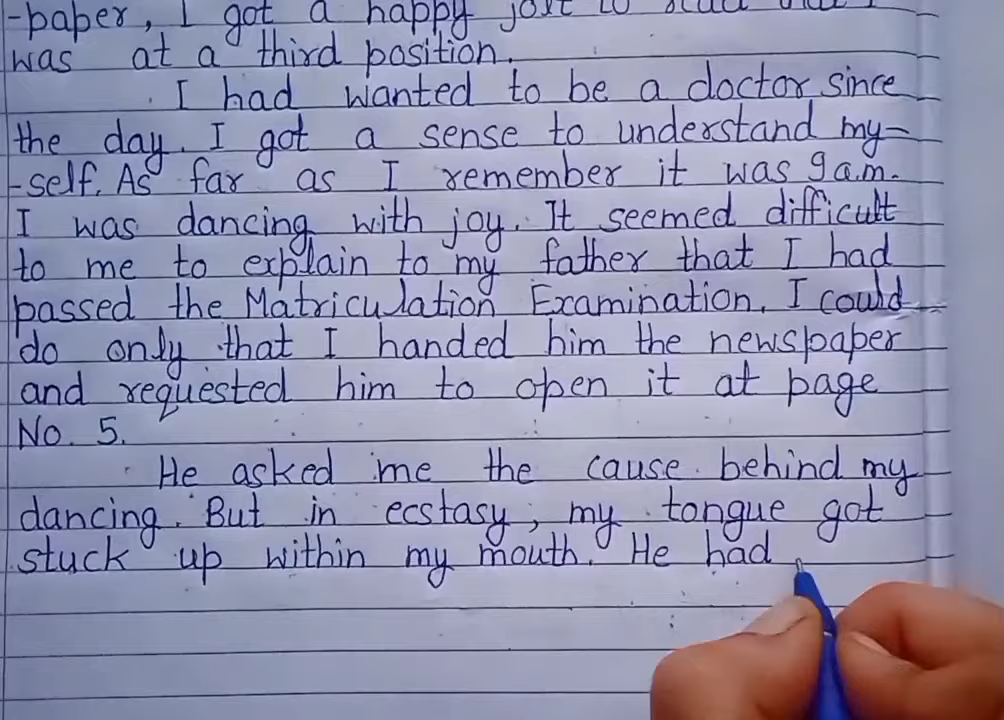 -paper, I got a happy jolt to
was at a third position.
I had wanted to be a doctor since
the day. I got a sense to understand my-
-self. As far as I remember it was 9 a.m.
I was dancing with joy. It seemed difficult
to me to explain to my father that I had
passed the Matriculation Examination. I could
do only that I handed him the newspaper
and requested him to open it at page
No. 5.
He asked me the cause behind my
dancing. But in ecstasy, my tongue got
stuck up within my mouth. He had